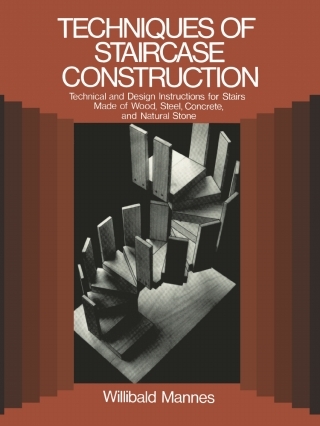 TECHNIQUES OF
STAIRCASE
CONSTRUCTION
Technical and Design Instructions for Stairs
Made of Wood, Steel, Concrete,
and Natural Stone
Willibald Mannes